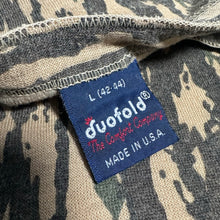 L (42-44)
duofold®
The Comfort Company
MADE IN U.S.A.